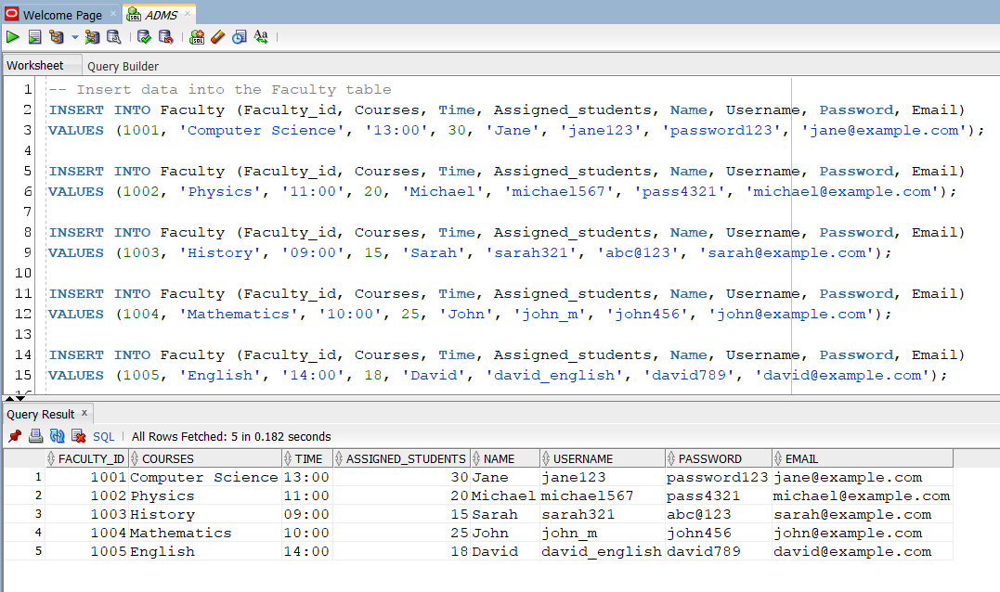 Welcome Page ADMS
Worksheet Query Builder
1 -- Insert data into the Faculty table
2 INSERT INTO Faculty (Faculty_id, Courses, Time, Assigned_students, Name, Username, Password, Email)
3 VALUES (1001, 'Computer Science', '13:00', 30, 'Jane', 'jane123', 'password123', 'jane@example.com');
4
5 INSERT INTO Faculty (Faculty_id, Courses, Time, Assigned_students, Name, Username, Password, Email)
6 VALUES (1002, 'Physics', '11:00', 20, 'Michael', 'michael567', 'pass4321', 'michael@example.com');
7
8 INSERT INTO Faculty (Faculty_id, Courses, Time, Assigned_students, Name, Username, Password, Email)
9 VALUES (1003, 'History', '09:00', 15, 'Sarah', 'sarah321', 'abc@123', 'sarah@example.com');
10
11 INSERT INTO Faculty (Faculty_id, Courses, Time, Assigned_students, Name, Username, Password, Email)
12 VALUES (1004, 'Mathematics', '10:00', 25, 'John', 'john_m', 'john456', 'john@example.com');
13
14 INSERT INTO Faculty (Faculty_id, Courses, Time, Assigned_students, Name, Username, Password, Email)
15 VALUES (1005, 'English', '14:00', 18, 'David', 'david_english', 'david789', 'david@example.com');
Query Result x
SQL | All Rows Fetched: 5 in 0.182 seconds
FACULTY_ID COURSES TIME ASSIGNED_STUDENTS NAME USERNAME PASSWORD EMAIL
1 1001 Computer Science 13:00 30 Jane jane123 password123 jane@example.com
2 1002 Physics 11:00 20 Michael michael567 pass4321 michael@example.com
3 1003 History 09:00 15 Sarah sarah321 abc@123 sarah@example.com
4 1004 Mathematics 10:00 25 John john_m john456 john@example.com
5 1005 English 14:00 18 David david_english david789 david@example.com